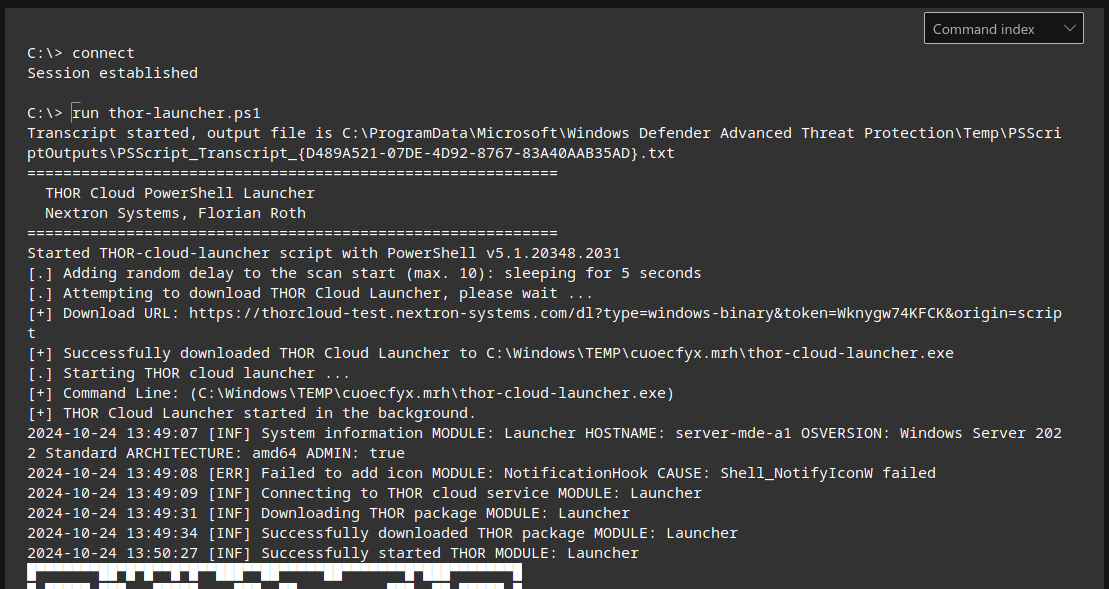 Command index
C:\> connect
Session established
C:\> run thor-launcher.ps1
Transcript started, output file is C:\ProgramData\Microsoft\Windows Defender Advanced Threat Protection\Temp\PSScri
ptOutputs\PSScript_Transcript_{D489A521-07DE-4D92-8767-83A40AAB35AD}.txt
===========================================================
  THOR Cloud PowerShell Launcher
  Nextron Systems, Florian Roth
===========================================================
Started THOR-cloud-launcher script with PowerShell v5.1.20348.2031
[.] Adding random delay to the scan start (max. 10): sleeping for 5 seconds
[.] Attempting to download THOR Cloud Launcher, please wait ...
[+] Download URL: https://thorcloud-test.nextron-systems.com/dl?type=windows-binary&token=Wknygw74KFCK&origin=scrip
t
[+] Successfully downloaded THOR Cloud Launcher to C:\Windows\TEMP\cuoecfyx.mrh\thor-cloud-launcher.exe
[.] Starting THOR cloud launcher ...
[+] Command Line: (C:\Windows\TEMP\cuoecfyx.mrh\thor-cloud-launcher.exe)
[+] THOR Cloud Launcher started in the background.
2024-10-24 13:49:07 [INF] System information MODULE: Launcher HOSTNAME: server-mde-a1 OSVERSION: Windows Server 202
2 Standard ARCHITECTURE: amd64 ADMIN: true
2024-10-24 13:49:08 [ERR] Failed to add icon MODULE: NotificationHook CAUSE: Shell_NotifyIconW failed
2024-10-24 13:49:09 [INF] Connecting to THOR cloud service MODULE: Launcher
2024-10-24 13:49:31 [INF] Downloading THOR package MODULE: Launcher
2024-10-24 13:49:34 [INF] Successfully downloaded THOR package MODULE: Launcher
2024-10-24 13:50:27 [INF] Successfully started THOR MODULE: Launcher